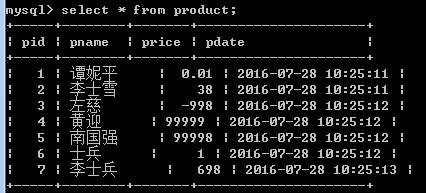 mysql> select * from product;
+-----+--------+-------+---------------------+
| pid | pname | price | pdate |
+-----+--------+-------+---------------------+
| 1 | 谭妮平 | 0.01 | 2016-07-28 10:25:11 |
| 2 | 李士雪 | 38 | 2016-07-28 10:25:11 |
| 3 | 左慈 | -998 | 2016-07-28 10:25:12 |
| 4 | 黄迎 | 99999 | 2016-07-28 10:25:12 |
| 5 | 南国强 | 99998 | 2016-07-28 10:25:12 |
| 6 | 士兵 | 1 | 2016-07-28 10:25:12 |
| 7 | 李士兵 | 698 | 2016-07-28 10:25:13 |
+-----+--------+-------+---------------------+